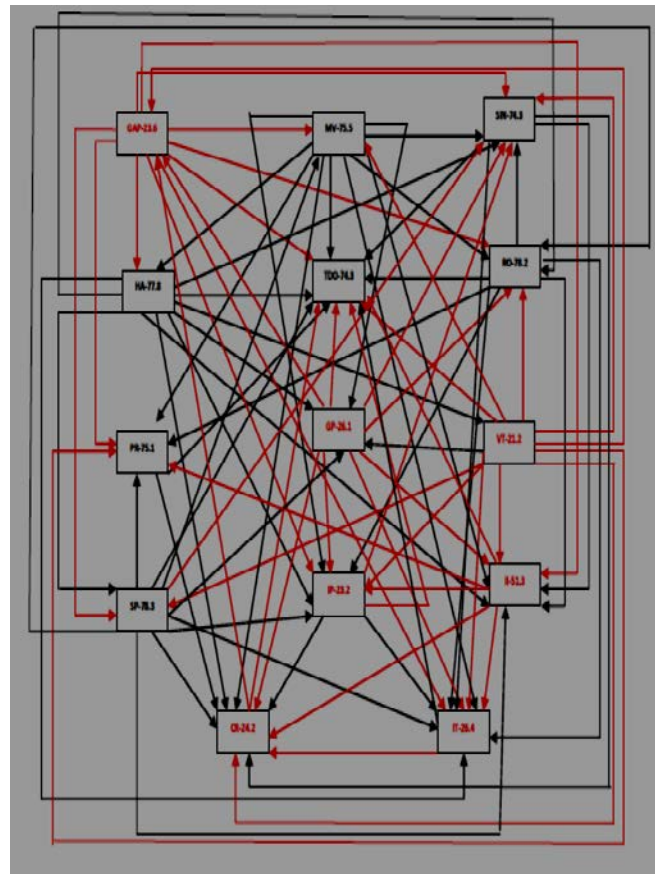 GAP-23.6
MV-75.5
SIN-74.3
HA-77.8
TDO-74.3
RO-78.2
GP-26.1
PR-75.1
VT-21.2
SP-78.3
IP-23.2
II-51.3
CR-24.2
IT-26.4